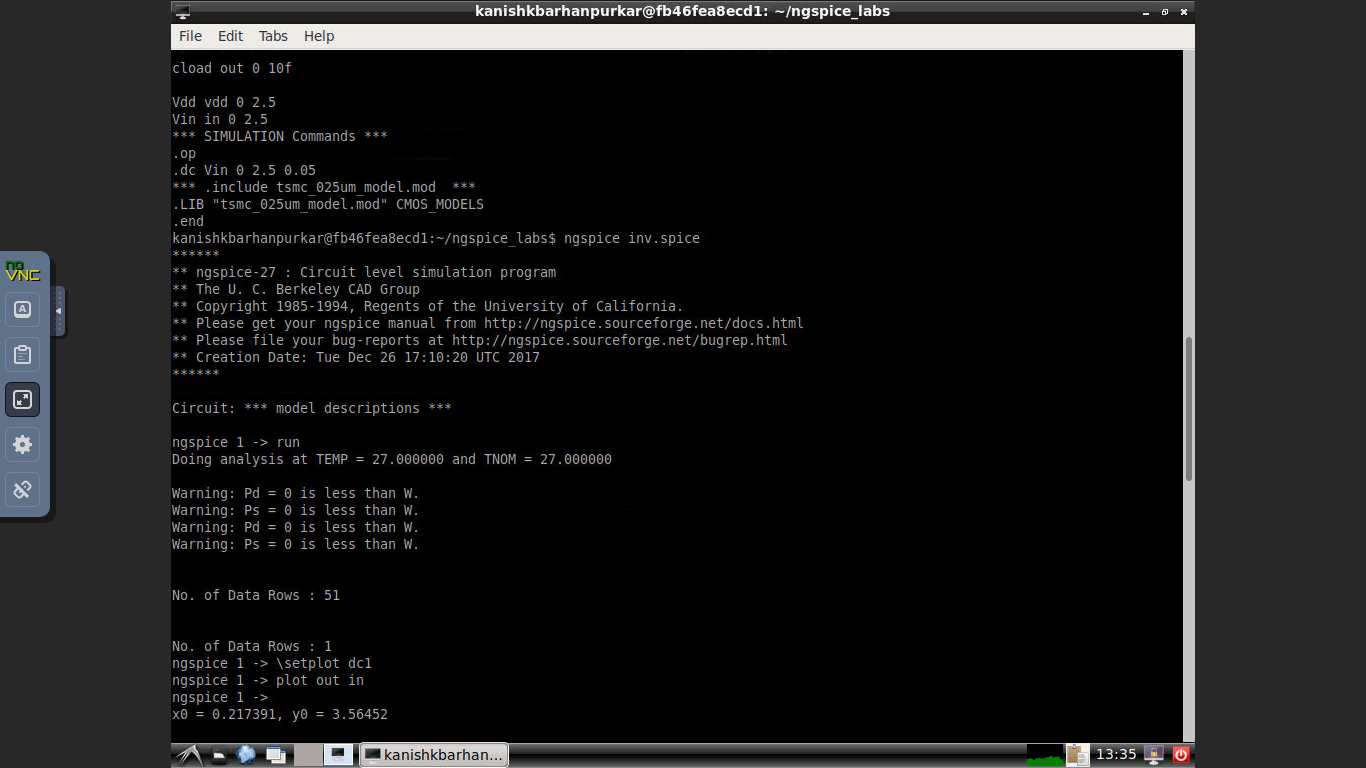 kanishkbarhanpurkar@fb46fea8ecd1: ~/ngspice_labs
File Edit Tabs Help
cload out 0 10f
Vdd vdd 0 2.5
Vin in 0 2.5
*** SIMULATION Commands ***
.op
.dc Vin 0 2.5 0.05
*** .include tsmc_025um_model.mod  ***
.LIB "tsmc_025um_model.mod" CMOS_MODELS
.end
kanishkbarhanpurkar@fb46fea8ecd1:~/ngspice_labs$ ngspice inv.spice
******
** ngspice-27 : Circuit level simulation program
** The U. C. Berkeley CAD Group
** Copyright 1985-1994, Regents of the University of California.
** Please get your ngspice manual from http://ngspice.sourceforge.net/docs.html
** Please file your bug-reports at http://ngspice.sourceforge.net/bugrep.html
** Creation Date: Tue Dec 26 17:10:20 UTC 2017
******
Circuit: *** model descriptions ***
ngspice 1 -> run
Doing analysis at TEMP = 27.000000 and TNOM = 27.000000
Warning: Pd = 0 is less than W.
Warning: Ps = 0 is less than W.
Warning: Pd = 0 is less than W.
Warning: Ps = 0 is less than W.
No. of Data Rows : 51
No. of Data Rows : 1
ngspice 1 -> \setplot dc1
ngspice 1 -> plot out in
ngspice 1 ->
x0 = 0.217391, y0 = 3.56452
no
VNC
A
kanishkbarhan...
13:35